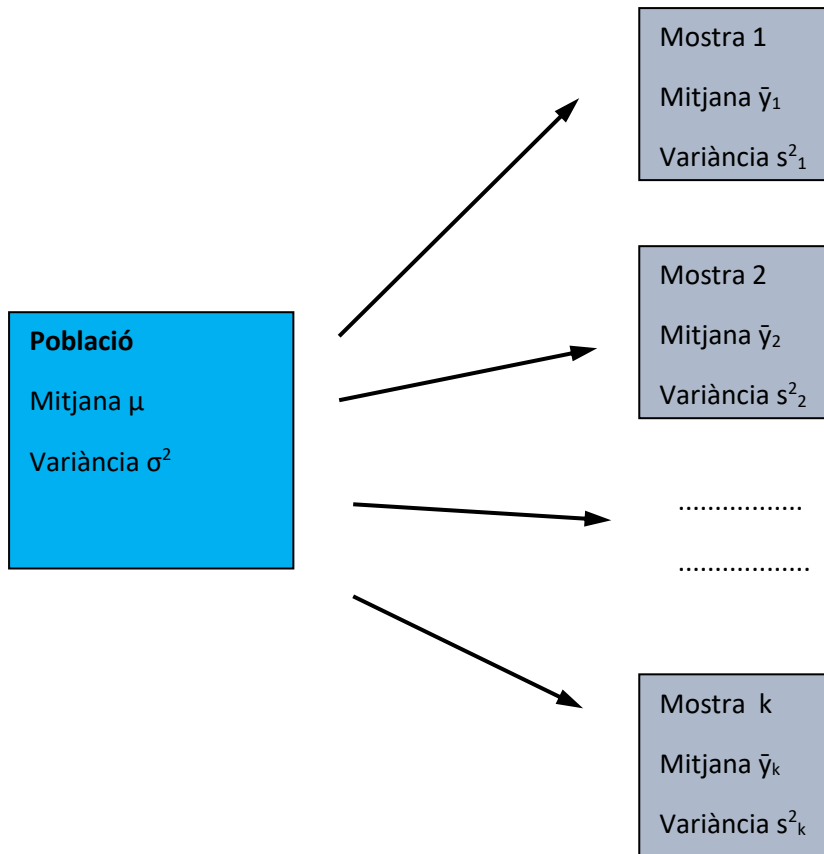 Mostra 1
Mitjana ȳ₁
Variància s²₁
Mostra 2
Mitjana ȳ₂
Variància s²₂
Població
Mitjana μ
Variància σ²
.................
..................
Mostra  k
Mitjana ȳₖ
Variància s²ₖ